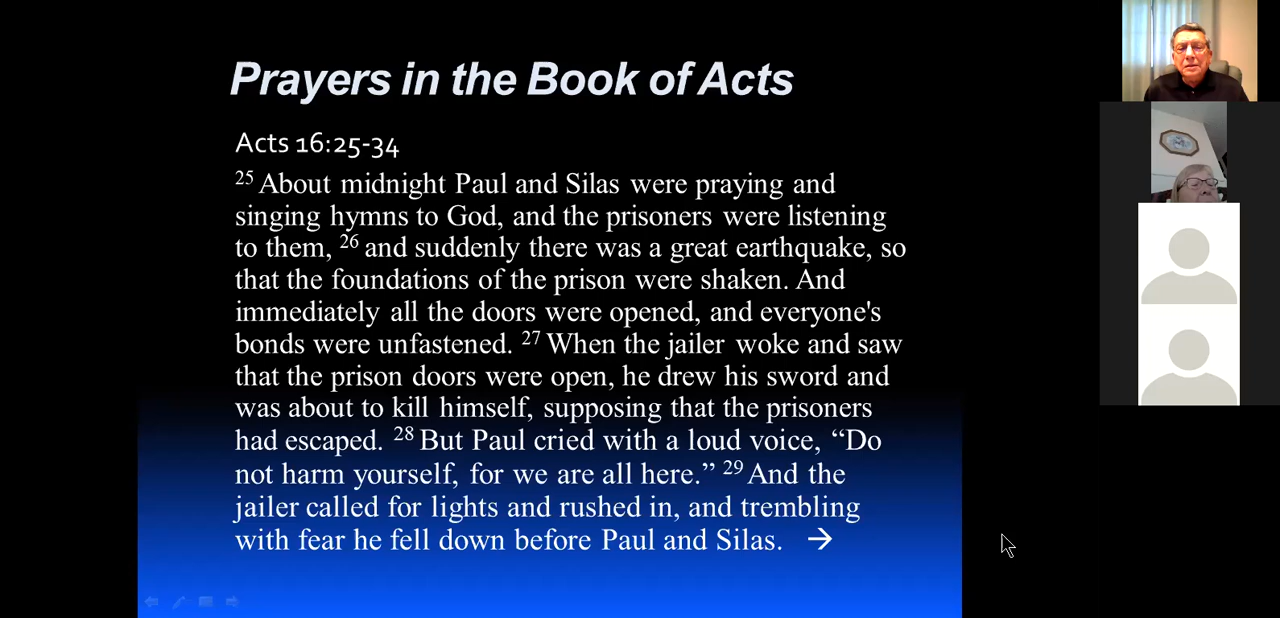 Prayers in the Book of Acts
Acts 16:25-34
25 About midnight Paul and Silas were praying and
singing hymns to God, and the prisoners were listening
to them, 26 and suddenly there was a great earthquake, so
that the foundations of the prison were shaken. And
immediately all the doors were opened, and everyone's
bonds were unfastened. 27 When the jailer woke and saw
that the prison doors were open, he drew his sword and
was about to kill himself, supposing that the prisoners
had escaped. 28 But Paul cried with a loud voice, “Do
not harm yourself, for we are all here.” 29 And the
jailer called for lights and rushed in, and trembling
with fear he fell down before Paul and Silas. →